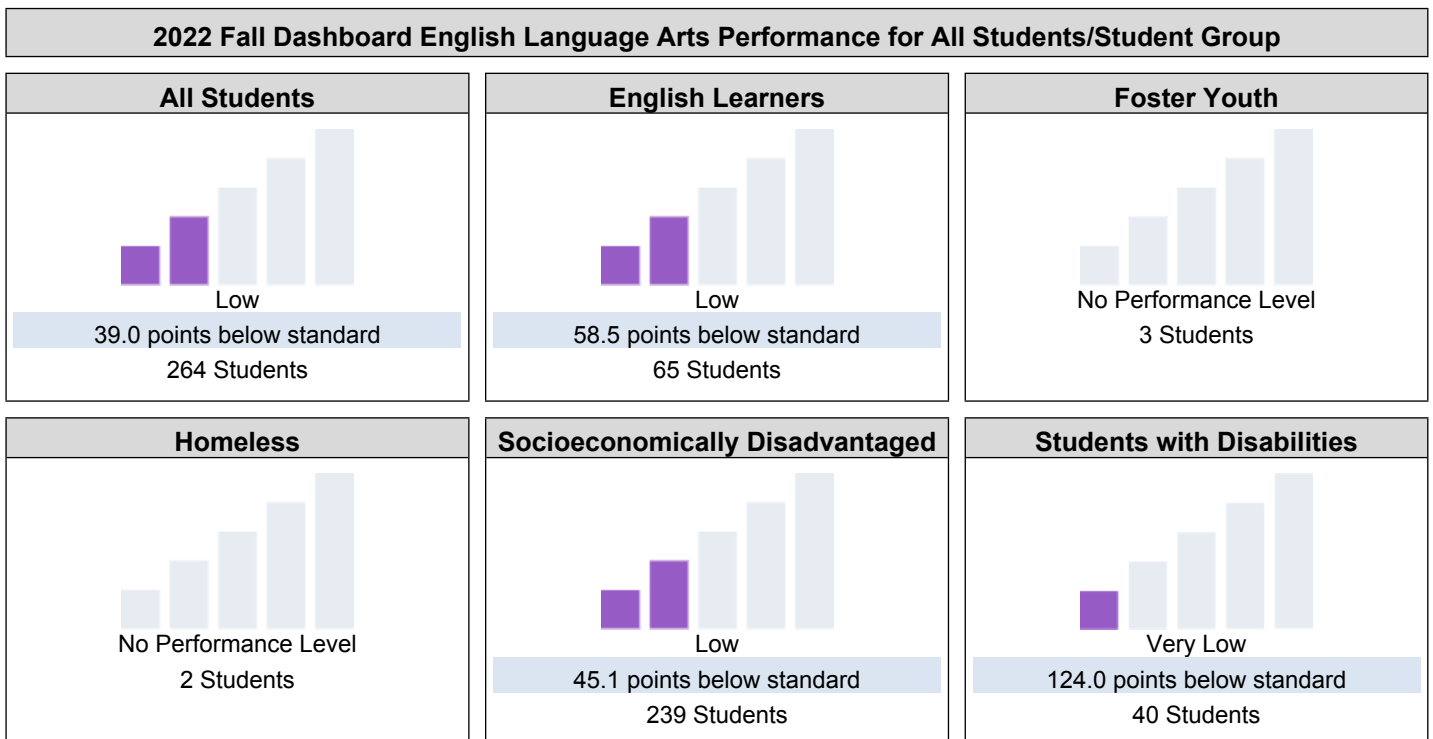 2022 Fall Dashboard English Language Arts Performance for All Students/Student Group
All Students
Low
39.0 points below standard
264 Students
English Learners
Low
58.5 points below standard
65 Students
Foster Youth
No Performance Level
3 Students
Homeless
No Performance Level
2 Students
Socioeconomically Disadvantaged
Low
45.1 points below standard
239 Students
Students with Disabilities
Very Low
124.0 points below standard
40 Students